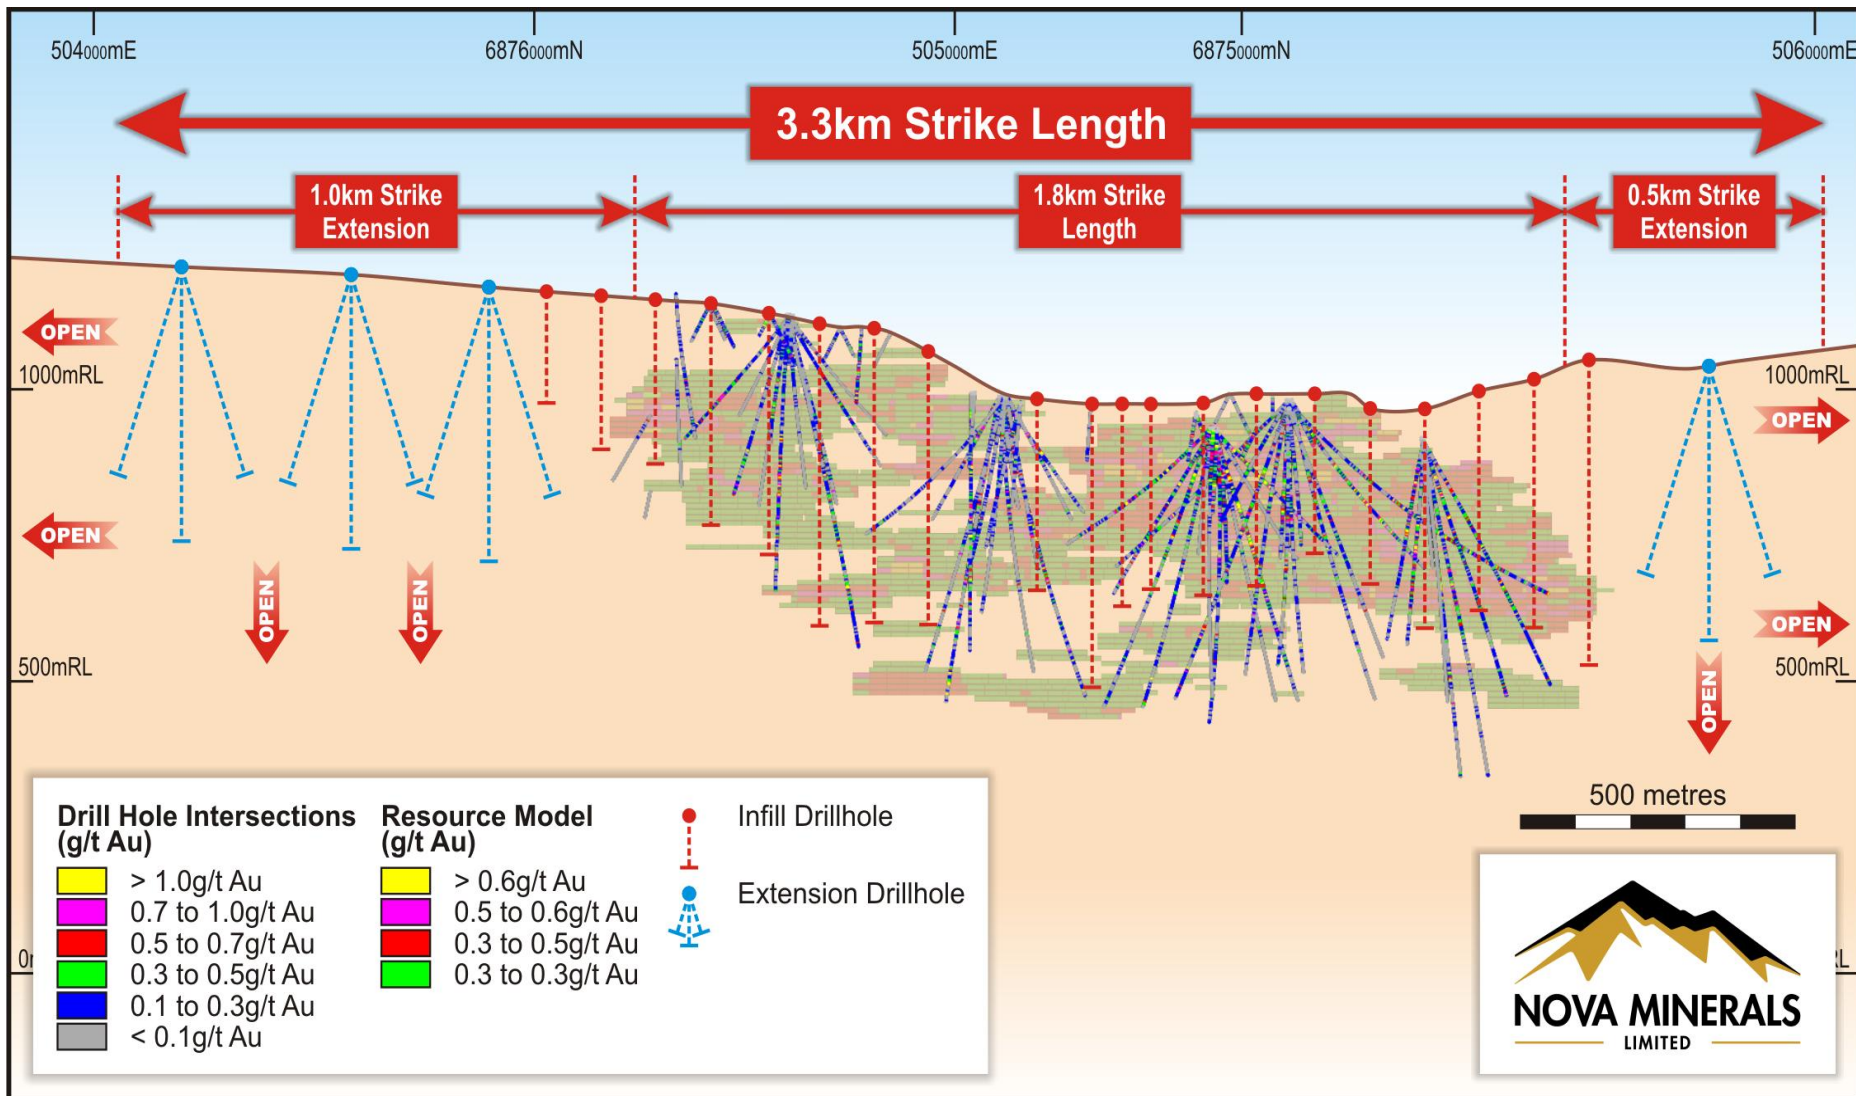 504000mE
6876000mN
505000mE
6875000mN
506000mE
3.3km Strike Length
1.0km Strike
Extension
1.8km Strike
Length
0.5km Strike
Extension
OPEN
1000mRL
1000mRL
OPEN
OPEN
OPEN
OPEN
OPEN
500mRL
500mRL
OPEN
500 metres
Drill Hole Intersections
(g/t Au)
> 1.0g/t Au
0.7 to 1.0g/t Au
0.5 to 0.7g/t Au
0.3 to 0.5g/t Au
0.1 to 0.3g/t Au
< 0.1g/t Au
Resource Model
(g/t Au)
> 0.6g/t Au
0.5 to 0.6g/t Au
0.3 to 0.5g/t Au
0.3 to 0.3g/t Au
Infill Drillhole
Extension Drillhole
NOVA MINERALS
LIMITED